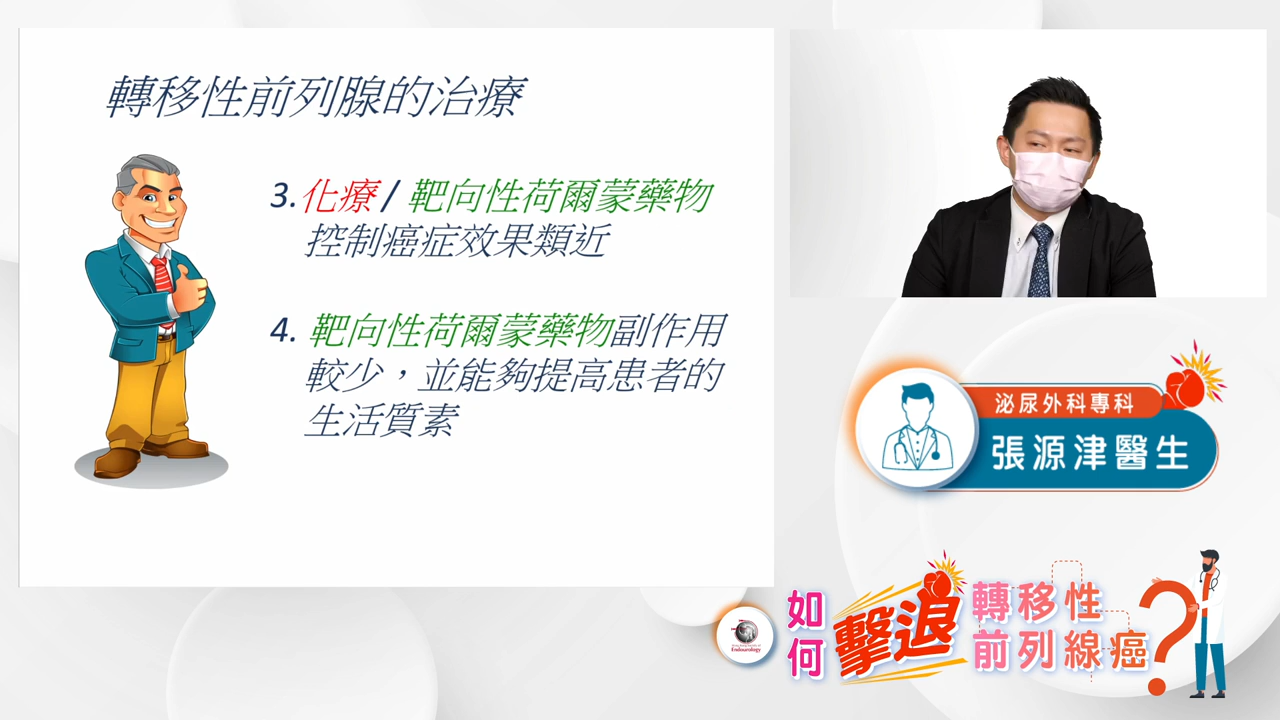 轉移性前列腺的治療
3. 化療 / 靶向性荷爾蒙藥物
控制癌症效果類近
4. 靶向性荷爾蒙藥物副作用
較少，並能夠提高患者的
生活質素
泌尿外科專科
張源津醫生
如何擊退轉移性
前列線癌?
Endourology